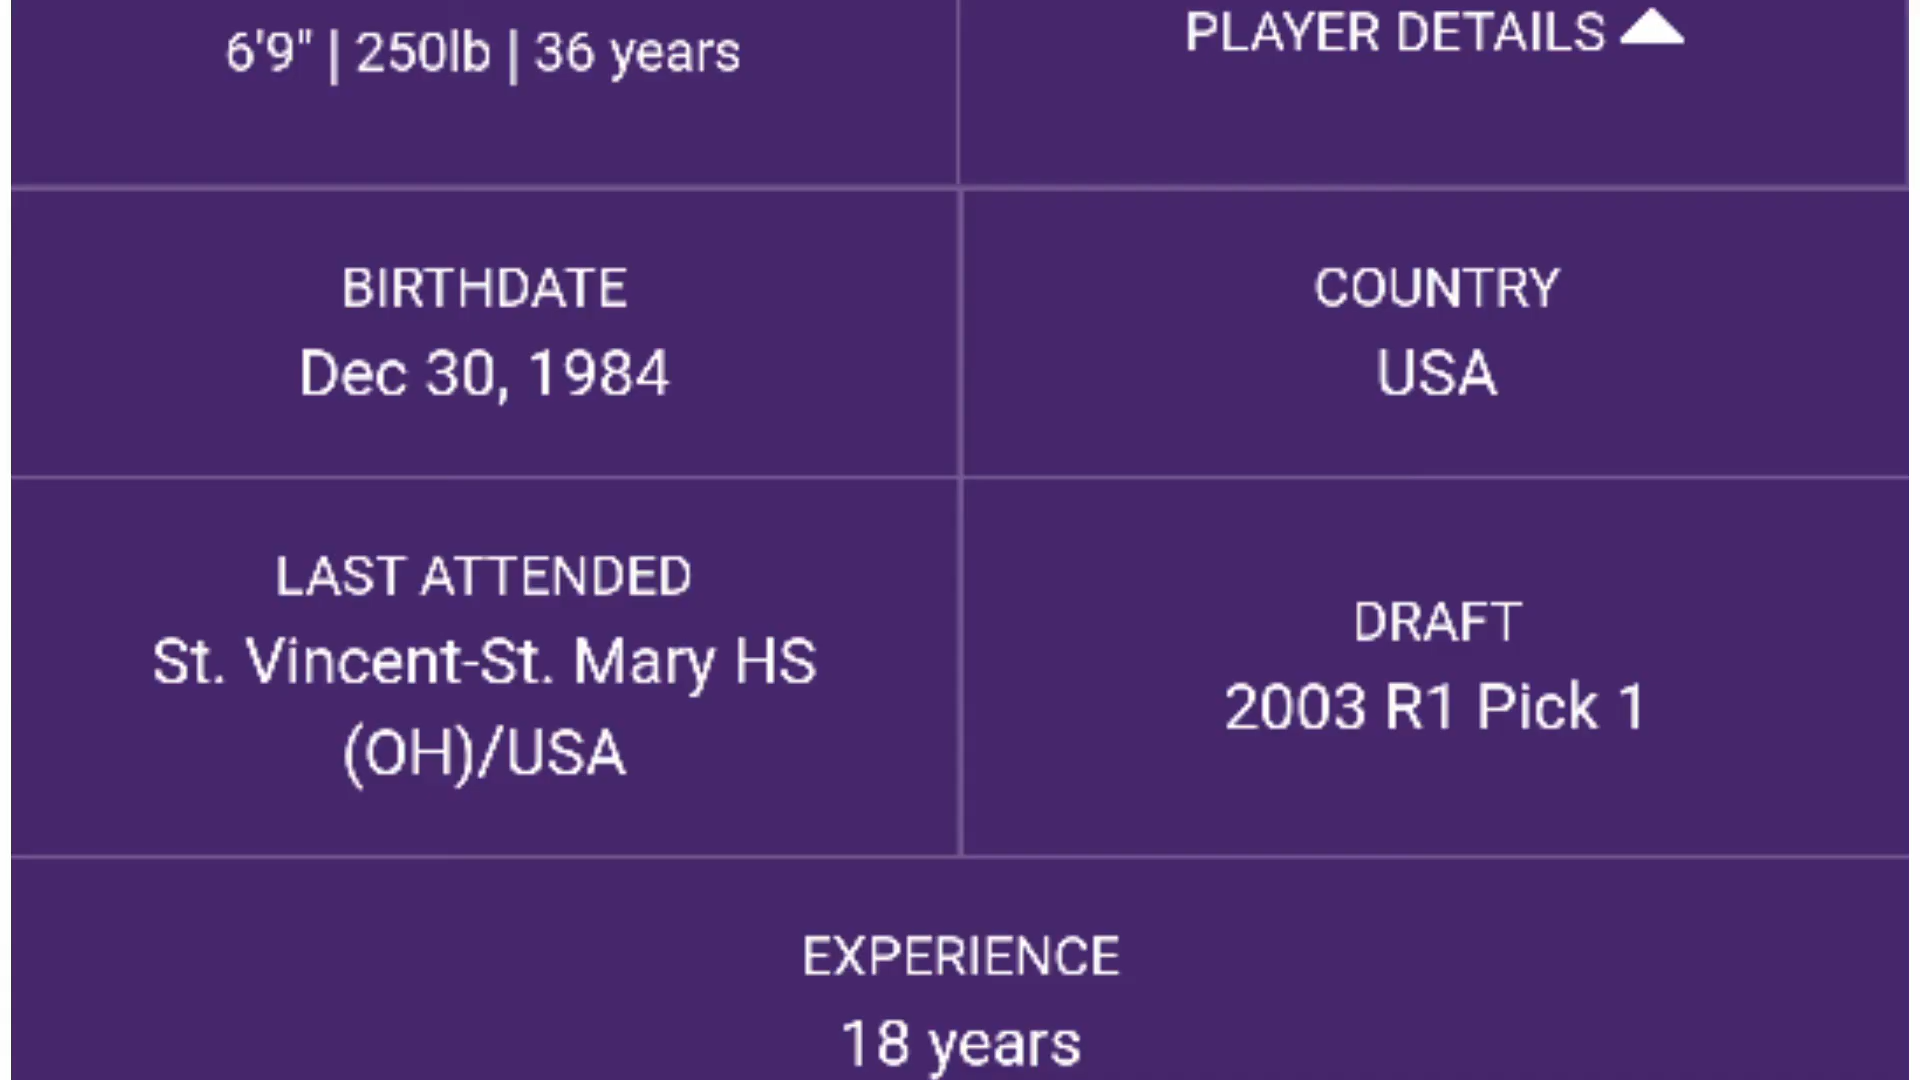 6'9" | 250lb | 36 years
PLAYER DETAILS
BIRTHDATE
Dec 30, 1984
COUNTRY
USA
LAST ATTENDED
St. Vincent-St. Mary HS
(OH)/USA
DRAFT
2003 R1 Pick 1
EXPERIENCE
18 years